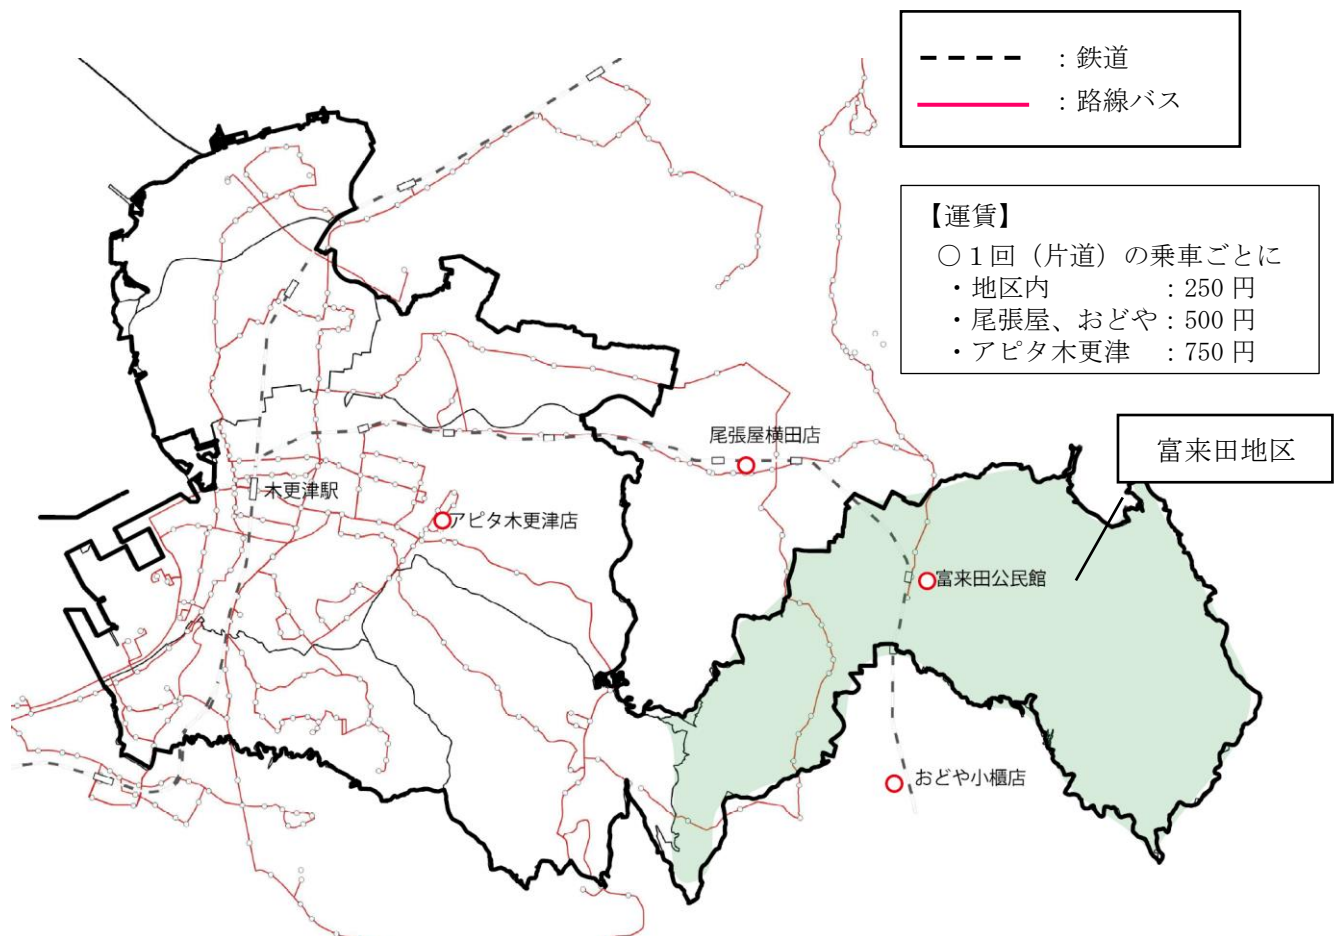 ：鉄道
：路線バス
【運賃】
○１回（片道）の乗車ごとに
・地区内　　　　：250 円
・尾張屋、おどや：500 円
・アピタ木更津　：750 円
富来田地区
尾張屋横田店
木更津駅
アピタ木更津店
富来田公民館
おどや小櫃店